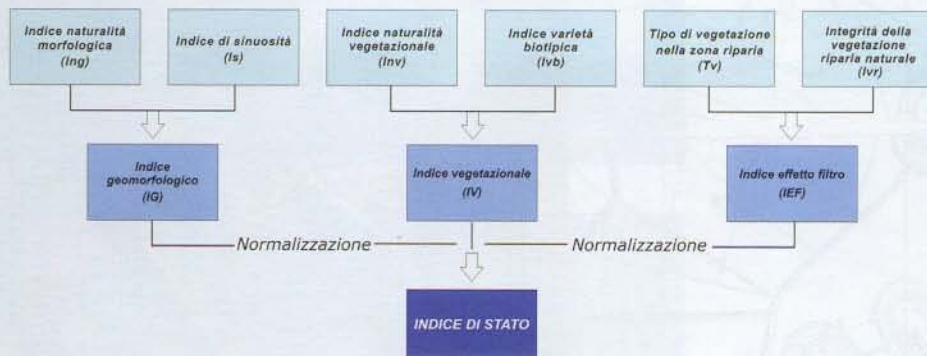 Indice naturalità
morfologica
(Ing)
Indice di sinuosità
(Is)
Indice naturalità
vegetazionale
(Inv)
Indice varietà
biotipica
(Ivb)
Tipo di vegetazione
nella zona riparia
(Tv)
Integrità della
vegetazione
riparia naturale
(Ivr)
Indice
geomorfologico
(IG)
Indice vegetazionale
(IV)
Indice effetto filtro
(IEF)
Normalizzazione
Normalizzazione
INDICE DI STATO